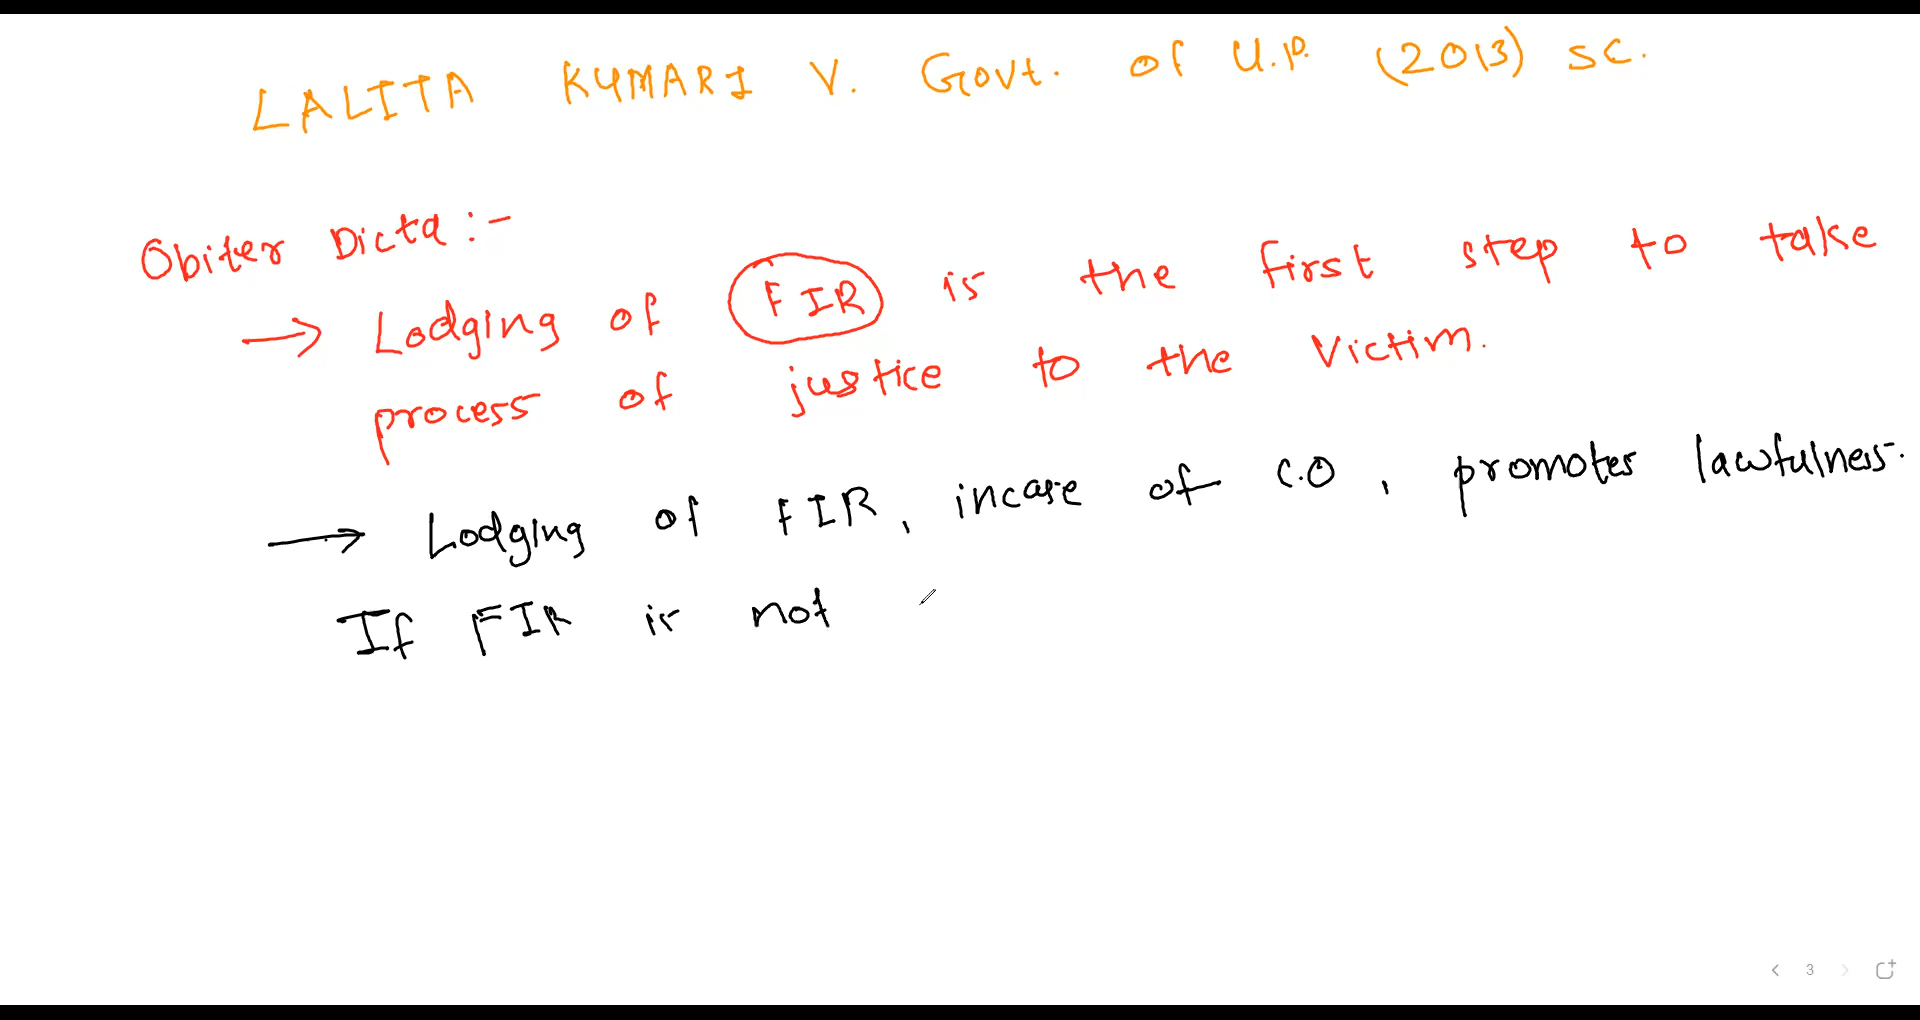 LALITA KUMARI V. Govt. of U.P. (2013) SC.
Obiter Dicta :-
→ Lodging of FIR is the first step to take
process of justice to the victim.
→ Lodging of FIR, incase of C.O, promotes lawfulness.
If FIR is not
3